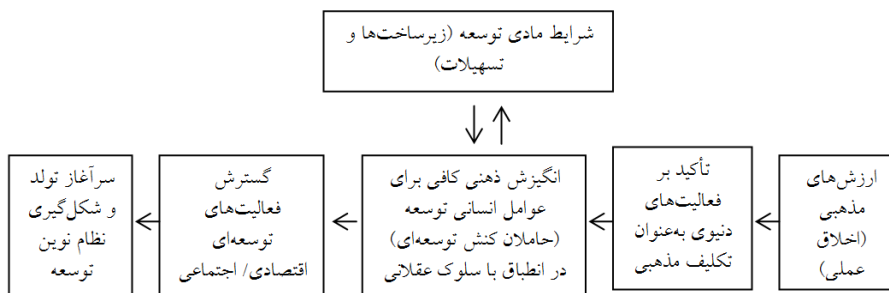 شرایط مادی توسعه (زیرساخت‌ها و
تسهیلات)
ارزش‌های
مذهبی
(اخلاق
عملی)
تأکید بر
فعالیت‌های
دنیوی به‌عنوان
تکلیف مذهبی
انگیزش ذهنی کافی برای
عوامل انسانی توسعه
(حاملان کنش توسعه‌ای)
در انطباق با سلوک عقلانی
گسترش
فعالیت‌های
توسعه‌ای
اقتصادی/ اجتماعی
سرآغاز تولد
و شکل‌گیری
نظام نوین
توسعه